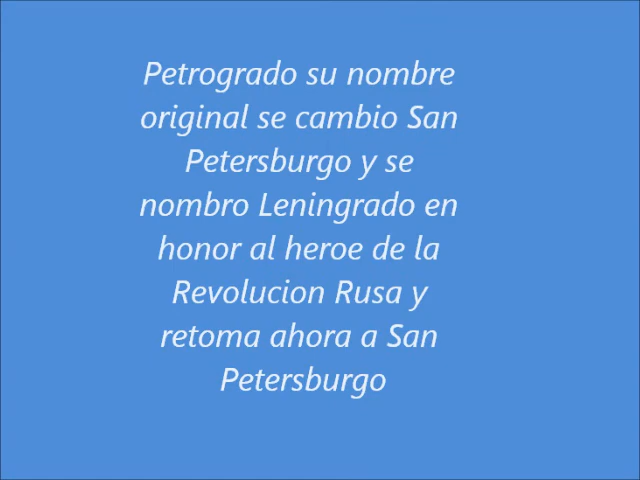 Petrogrado su nombre
original se cambio San
Petersburgo y se
nombro Leningrado en
honor al heroe de la
Revolucion Rusa y
retoma ahora a San
Petersburgo